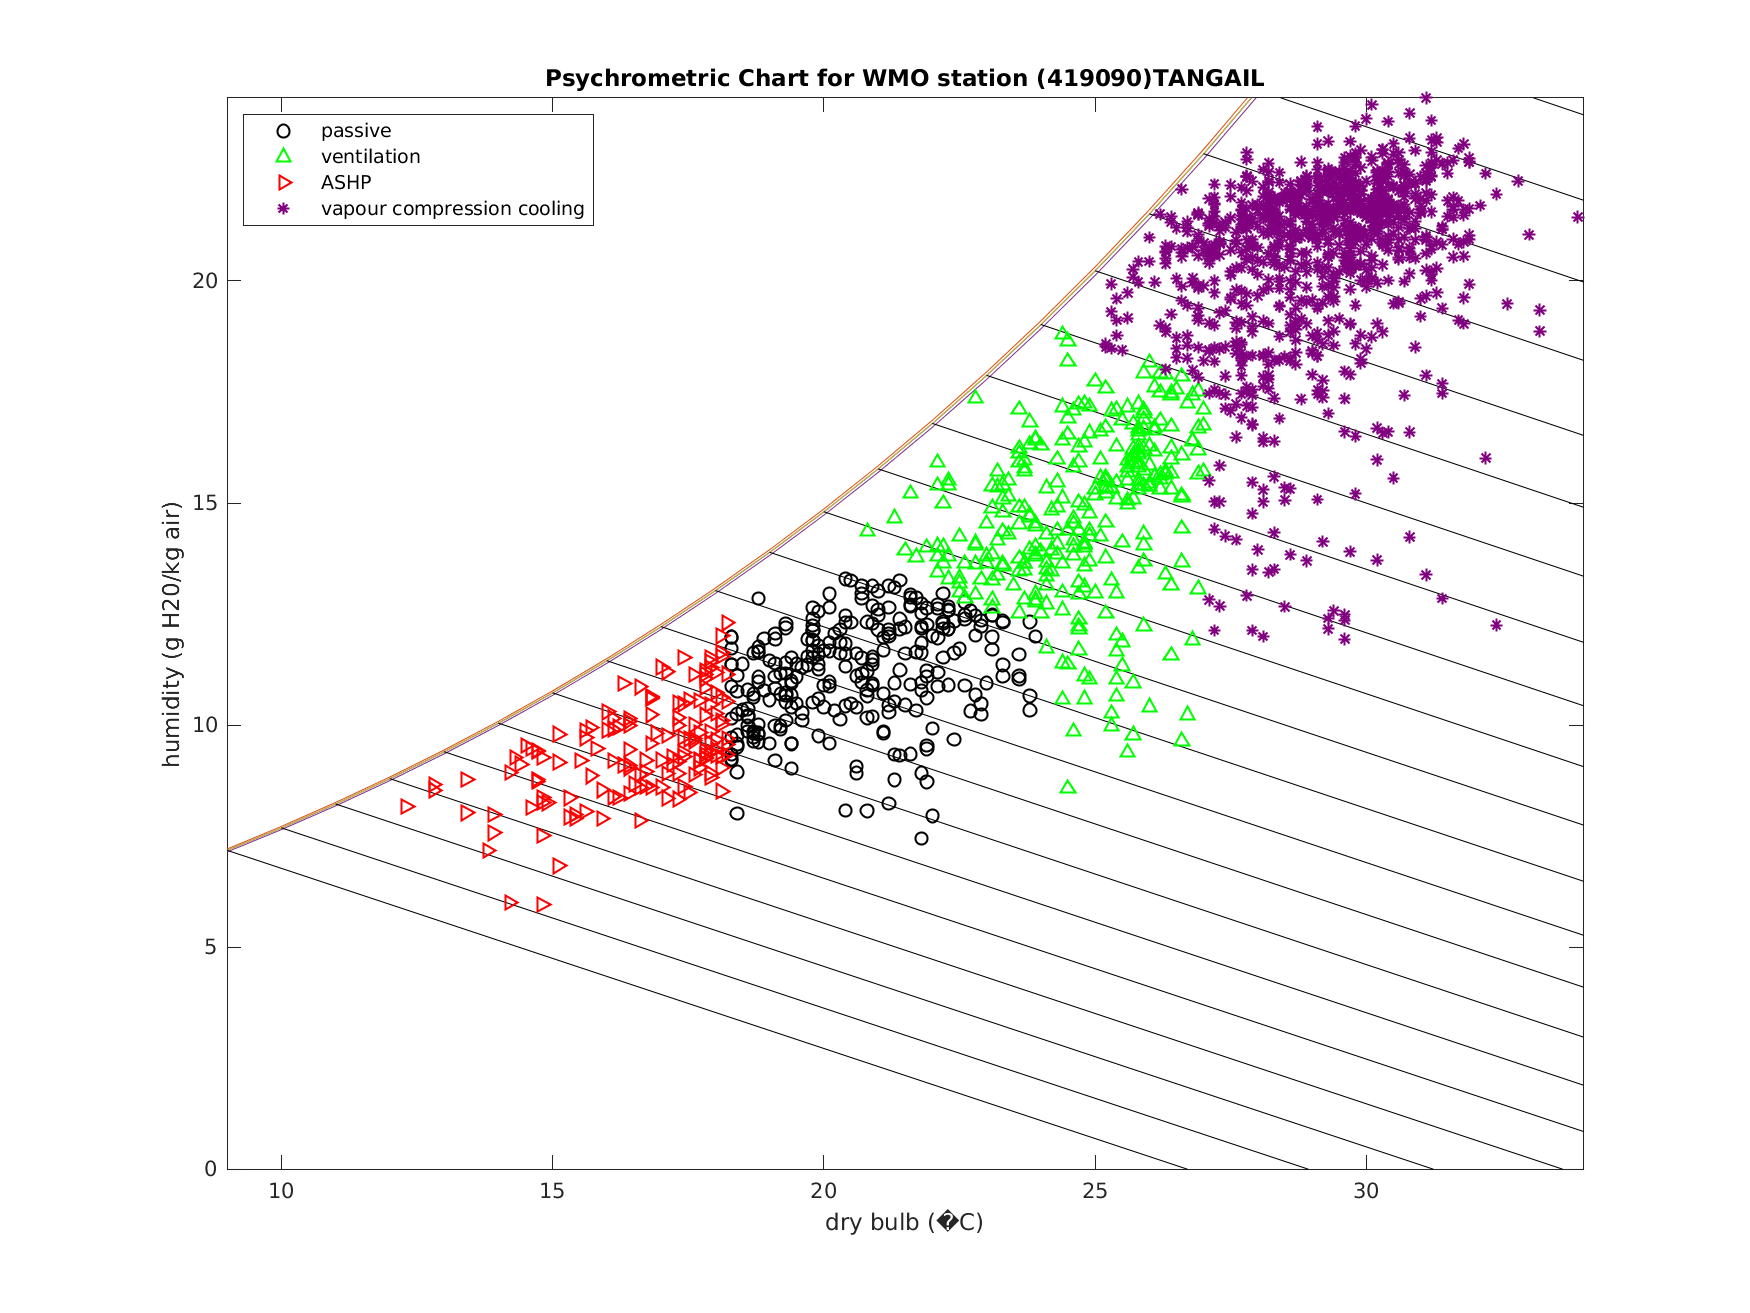 Psychrometric Chart for WMO station (419090)TANGAIL
passive
ventilation
ASHP
vapour compression cooling
20
15
10
5
0
humidity (g H20/kg air)
10 15 20 25 30
dry bulb (�C)